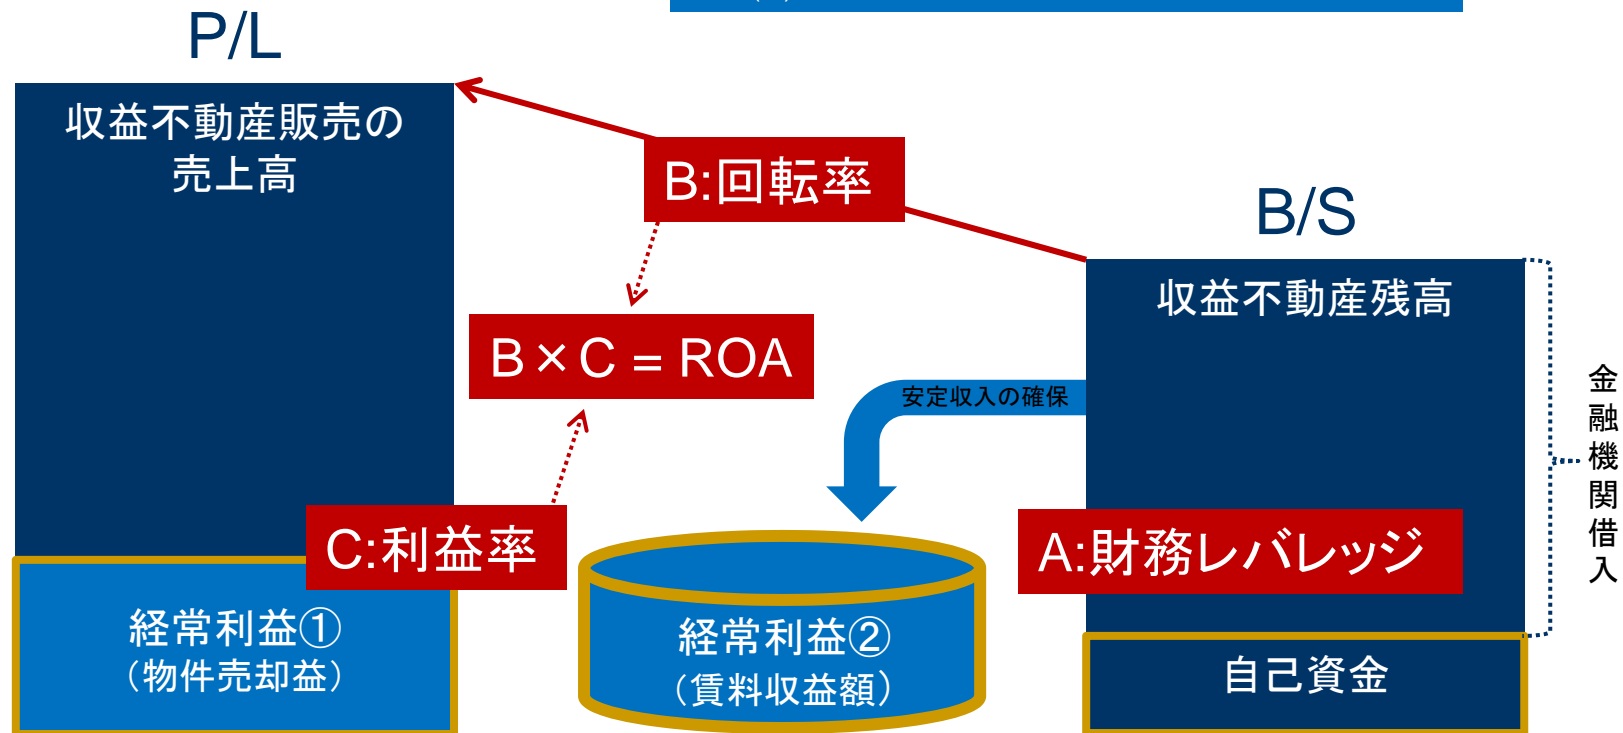 P/L
収益不動産販売の
売上高
B:回転率
B/S
収益不動産残高
B×C = ROA
安定収入の確保
金融機関借入
C:利益率
A:財務レバレッジ
経常利益①
（物件売却益）
経常利益②
（賃料収益額）
自己資金